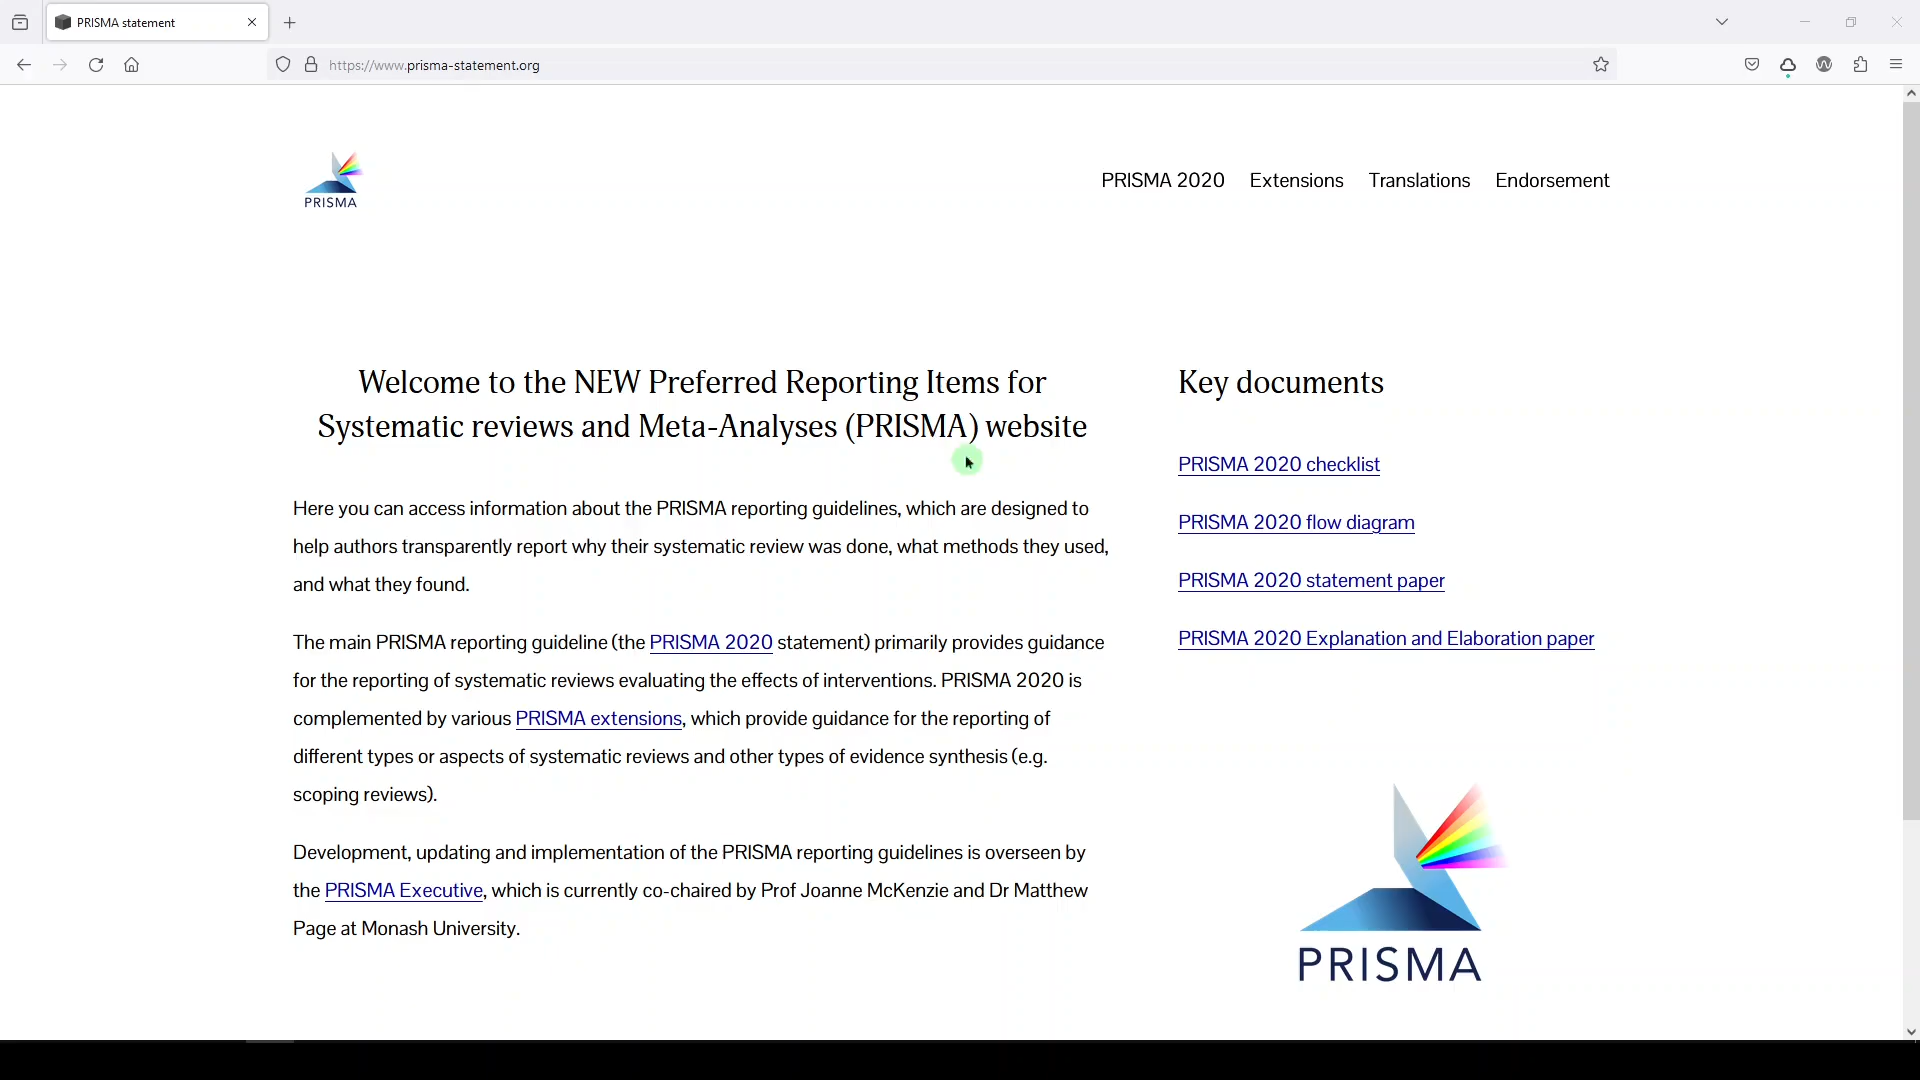 PRISMA statement
https://www.prisma-statement.org
PRISMA
PRISMA 2020 Extensions Translations Endorsement
Welcome to the NEW Preferred Reporting Items for
Systematic reviews and Meta-Analyses (PRISMA) website
Here you can access information about the PRISMA reporting guidelines, which are designed to
help authors transparently report why their systematic review was done, what methods they used,
and what they found.
The main PRISMA reporting guideline (the PRISMA 2020 statement) primarily provides guidance
for the reporting of systematic reviews evaluating the effects of interventions. PRISMA 2020 is
complemented by various PRISMA extensions, which provide guidance for the reporting of
different types or aspects of systematic reviews and other types of evidence synthesis (e.g.
scoping reviews).
Development, updating and implementation of the PRISMA reporting guidelines is overseen by
the PRISMA Executive, which is currently co-chaired by Prof Joanne McKenzie and Dr Matthew
Page at Monash University.
Key documents
PRISMA 2020 checklist
PRISMA 2020 flow diagram
PRISMA 2020 statement paper
PRISMA 2020 Explanation and Elaboration paper
PRISMA